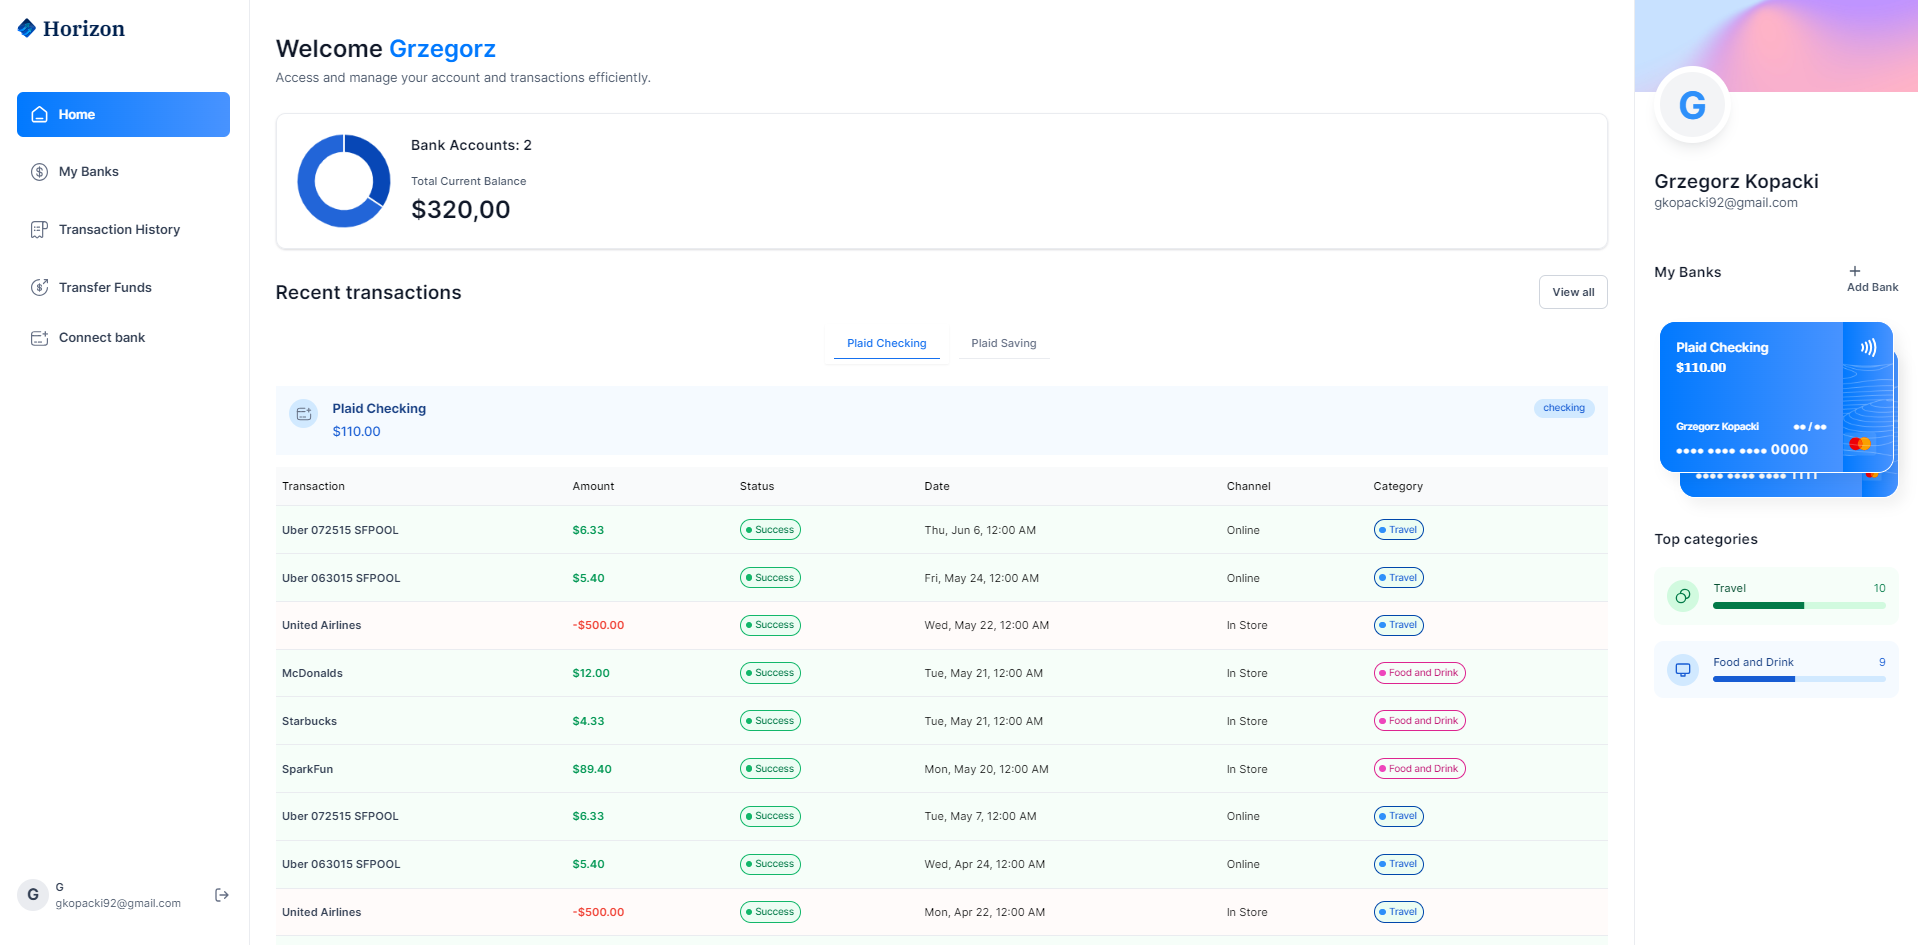 Horizon
Home
My Banks
Transaction History
Transfer Funds
Connect bank
G
G
gkopacki92@gmail.com
Welcome Grzegorz
Access and manage your account and transactions efficiently.
Bank Accounts: 2
Total Current Balance
$320,00
Recent transactions
View all
Plaid Checking
Plaid Saving
Plaid Checking
$110.00
checking
Transaction Amount Status Date Channel Category
Uber 072515 SFPOOL $6.33 Success Thu, Jun 6, 12:00 AM Online Travel
Uber 063015 SFPOOL $5.40 Success Fri, May 24, 12:00 AM Online Travel
United Airlines -$500.00 Success Wed, May 22, 12:00 AM In Store Travel
McDonalds $12.00 Success Tue, May 21, 12:00 AM In Store Food and Drink
Starbucks $4.33 Success Tue, May 21, 12:00 AM In Store Food and Drink
SparkFun $89.40 Success Mon, May 20, 12:00 AM In Store Food and Drink
Uber 072515 SFPOOL $6.33 Success Tue, May 7, 12:00 AM Online Travel
Uber 063015 SFPOOL $5.40 Success Wed, Apr 24, 12:00 AM Online Travel
United Airlines -$500.00 Success Mon, Apr 22, 12:00 AM In Store Travel
G
Grzegorz Kopacki
gkopacki92@gmail.com
My Banks
+
Add Bank
Plaid Checking
$110.00
Grzegorz Kopacki ●● / ●●
●●●● ●●●● ●●●● 0000
●●●● ●●●● ●●●● 1111
Top categories
Travel 10
Food and Drink 9